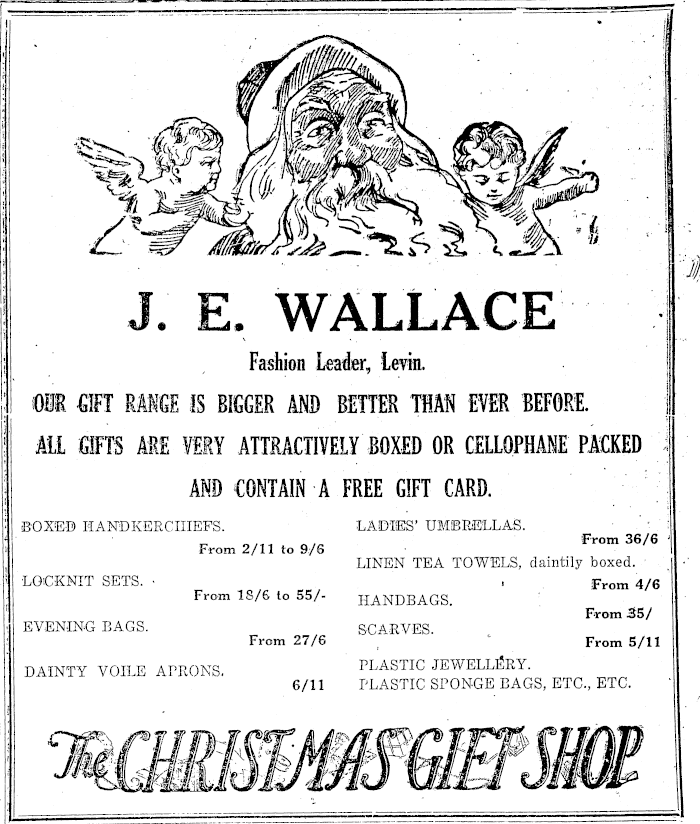 J. E. WALLACE
Fashion Leader, Levin.
OUR GIFT RANGE IS BIGGER AND BETTER THAN EVER BEFORE.
ALL GIFTS ARE VERY ATTRACTIVELY BOXED OR CELLOPHANE PACKED
AND CONTAIN A FREE GIFT CARD.
BOXED HANDKERCHIEFS.
From 2/11 to 9/6
LOCKNIT SETS.
From 18/6 to 55/-
EVENING BAGS.
From 27/6
DAINTY VOILE APRONS.
6/11
LADIES' UMBRELLAS.
From 36/6
LINEN TEA TOWELS, daintily boxed.
From 4/6
HANDBAGS.
From 35/
SCARVES.
From 5/11
PLASTIC JEWELLERY.
PLASTIC SPONGE BAGS, ETC., ETC.
The CHRISTMAS GIFT SHOP